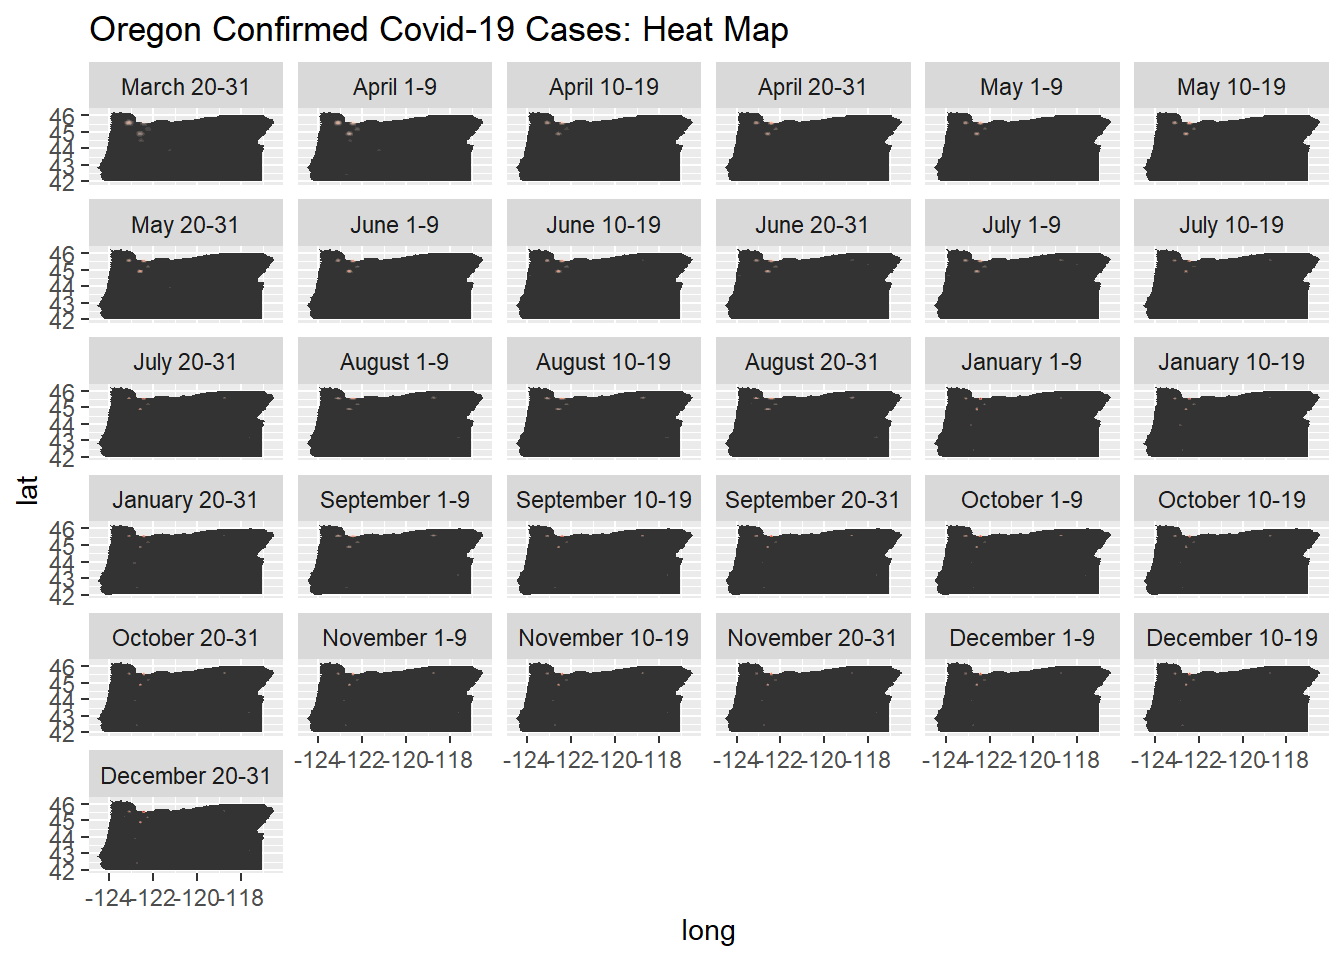 Oregon Confirmed Covid-19 Cases: Heat Map
March 20-31 April 1-9 April 10-19 April 20-31 May 1-9 May 10-19
46
45
44
43
42
May 20-31 June 1-9 June 10-19 June 20-31 July 1-9 July 10-19
46
45
44
43
42
July 20-31 August 1-9 August 10-19 August 20-31 January 1-9 January 10-19
46
45
44
43
42
lat
January 20-31 September 1-9 September 10-19 September 20-31 October 1-9 October 10-19
46
45
44
43
42
October 20-31 November 1-9 November 10-19 November 20-31 December 1-9 December 10-19
46
45
44
43
42
-124 -122 -120 -118 -124 -122 -120 -118 -124 -122 -120 -118 -124 -122 -120 -118 -124 -122 -120 -118
December 20-31
46
45
44
43
42
-124 -122 -120 -118
long